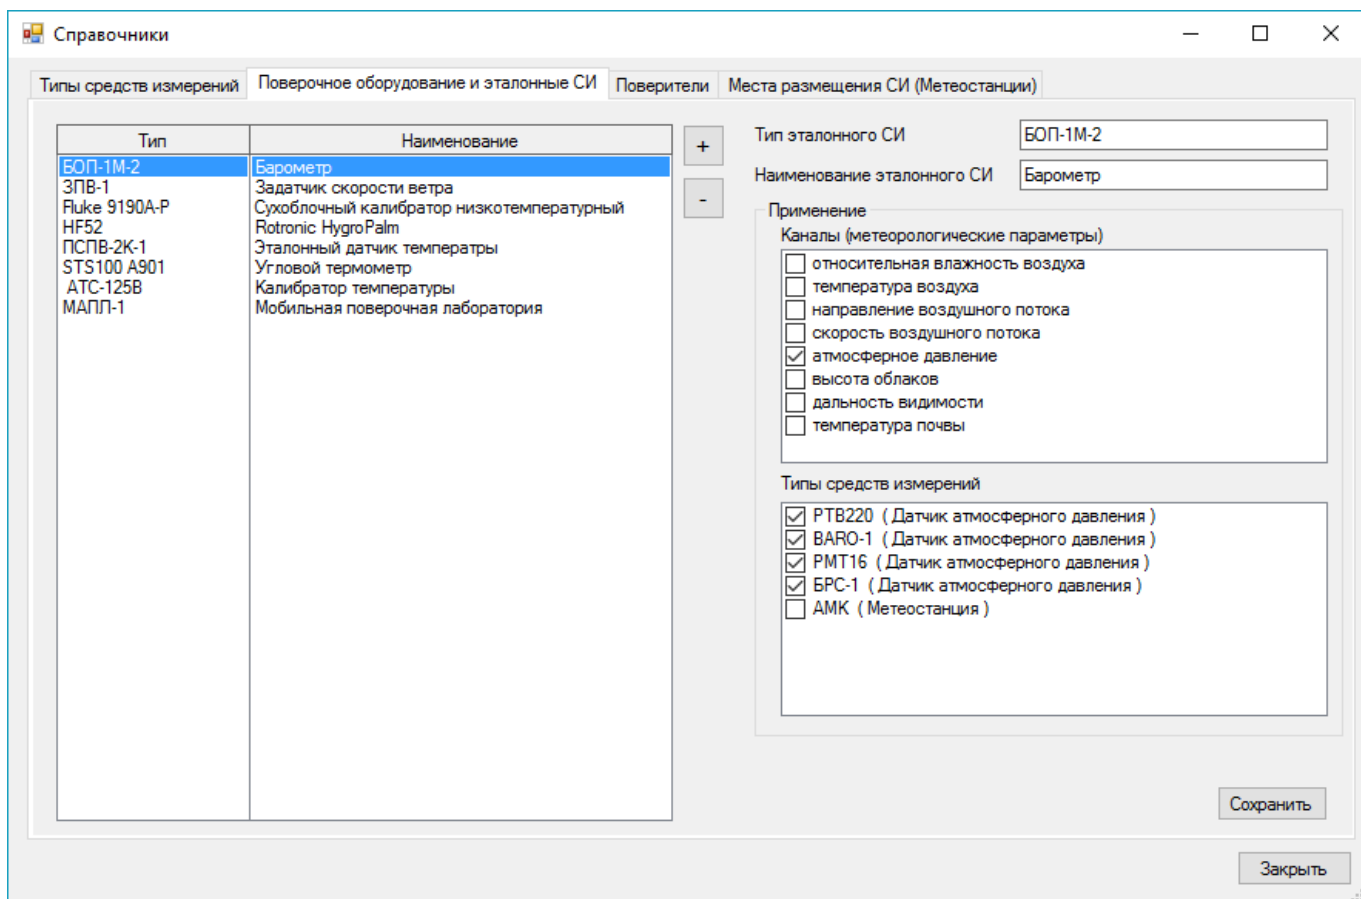 Справочники
Типы средств измерений Поверочное оборудование и эталонные СИ Поверители Места размещения СИ (Метеостанции)
Тип Наименование
БОП-1М-2 Барометр
ЗПВ-1 Задатчик скорости ветра
Fluke 9190A-P Сухоблочный калибратор низкотемпературный
HF52 Rotronic HygroPalm
ПСПВ-2К-1 Эталонный датчик температры
STS100 A901 Угловой термометр
АТС-125В Калибратор температуры
МАПЛ-1 Мобильная поверочная лаборатория
+
-
Тип эталонного СИ БОП-1М-2
Наименование эталонного СИ Барометр
Применение
Каналы (метеорологические параметры)
относительная влажность воздуха
температура воздуха
направление воздушного потока
скорость воздушного потока
атмосферное давление
высота облаков
дальность видимости
температура почвы
Типы средств измерений
PTB220 ( Датчик атмосферного давления )
BARO-1 ( Датчик атмосферного давления )
PMT16 ( Датчик атмосферного давления )
БРС-1 ( Датчик атмосферного давления )
АМК ( Метеостанция )
Сохранить
Закрыть